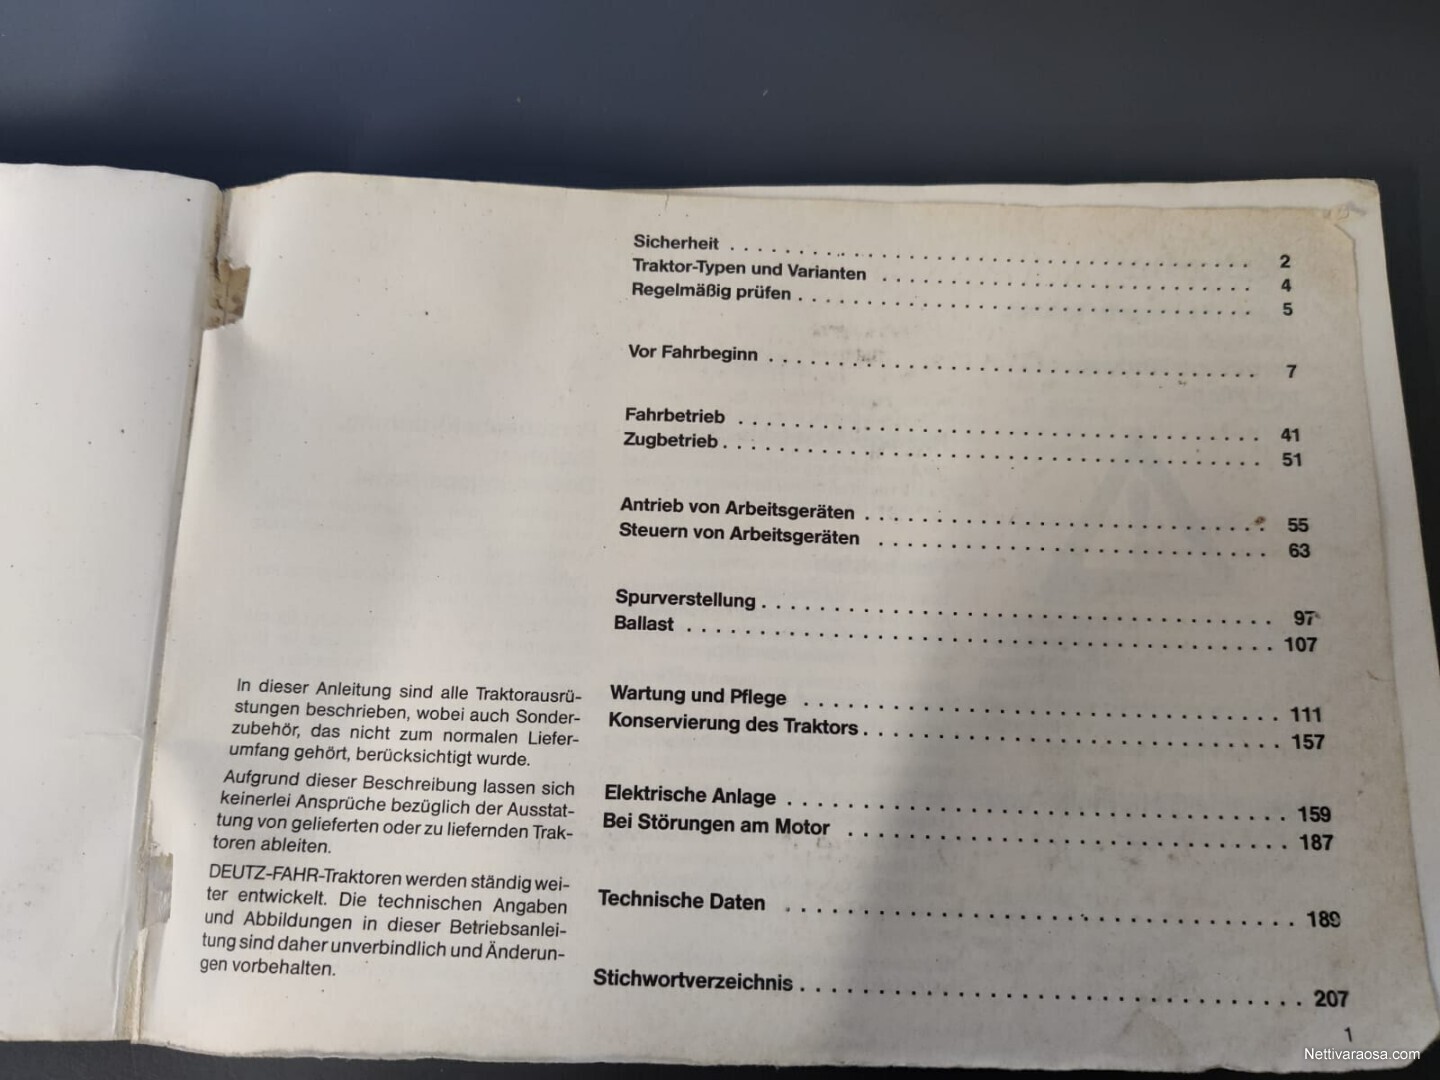 Sicherheit . . . . . . . . . . . . . . . . . . . . . . . . . . . . . . . . . . . . . . 2
Traktor-Typen und Varianten . . . . . . . . . . . . . . . . . . . . . . . . . . . 4
Regelmäßig prüfen . . . . . . . . . . . . . . . . . . . . . . . . . . . . . . . . . 5
Vor Fahrbeginn . . . . . . . . . . . . . . . . . . . . . . . . . . . . . . . . . . . 7
Fahrbetrieb . . . . . . . . . . . . . . . . . . . . . . . . . . . . . . . . . . . . . 41
Zugbetrieb . . . . . . . . . . . . . . . . . . . . . . . . . . . . . . . . . . . . . . 51
Antrieb von Arbeitsgeräten . . . . . . . . . . . . . . . . . . . . . . . . . . . . 55
Steuern von Arbeitsgeräten . . . . . . . . . . . . . . . . . . . . . . . . . . . 63
Spurverstellung . . . . . . . . . . . . . . . . . . . . . . . . . . . . . . . . . . . 97
Ballast . . . . . . . . . . . . . . . . . . . . . . . . . . . . . . . . . . . . . . . . 107
Wartung und Pflege . . . . . . . . . . . . . . . . . . . . . . . . . . . . . . . . 111
Konservierung des Traktors . . . . . . . . . . . . . . . . . . . . . . . . . . . . 157
Elektrische Anlage . . . . . . . . . . . . . . . . . . . . . . . . . . . . . . . . . 159
Bei Störungen am Motor . . . . . . . . . . . . . . . . . . . . . . . . . . . . . 187
Technische Daten . . . . . . . . . . . . . . . . . . . . . . . . . . . . . . . . . 189
Stichwortverzeichnis . . . . . . . . . . . . . . . . . . . . . . . . . . . . . . . . 207
In dieser Anleitung sind alle Traktorausrü-
stungen beschrieben, wobei auch Sonder-
zubehör, das nicht zum normalen Liefer-
umfang gehört, berücksichtigt wurde.
Aufgrund dieser Beschreibung lassen sich
keinerlei Ansprüche bezüglich der Ausstat-
tung von gelieferten oder zu liefernden Trak-
toren ableiten.
DEUTZ-FAHR-Traktoren werden ständig wei-
ter entwickelt. Die technischen Angaben
und Abbildungen in dieser Betriebsanlei-
tung sind daher unverbindlich und Änderun-
gen vorbehalten.
1
Nettivaraosa.com